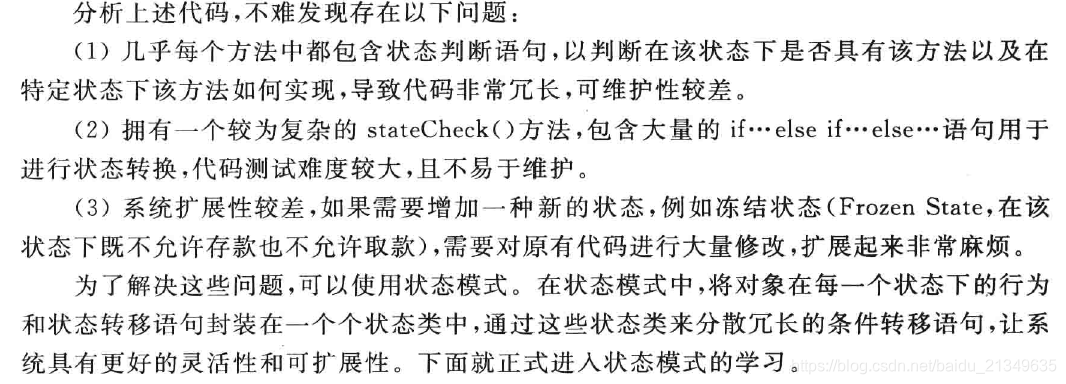 分析上述代码,不难发现存在以下问题:
(1) 几乎每个方法中都包含状态判断语句,以判断在该状态下是否具有该方法以及在
特定状态下该方法如何实现,导致代码非常冗长,可维护性较差。
(2) 拥有一个较为复杂的 stateCheck()方法,包含大量的 if…else if…else…语句用于
进行状态转换,代码测试难度较大,且不易于维护。
(3) 系统扩展性较差,如果需要增加一种新的状态,例如冻结状态(Frozen State,在该
状态下既不允许存款也不允许取款),需要对原有代码进行大量修改,扩展起来非常麻烦。
为了解决这些问题,可以使用状态模式。在状态模式中,将对象在每一个状态下的行为
和状态转移语句封装在一个个状态类中,通过这些状态类来分散冗长的条件转移语句,让系
统具有更好的灵活性和可扩展性。下面就正式进入状态模式的学习。
https://blog.csdn.net/baidu_21349635